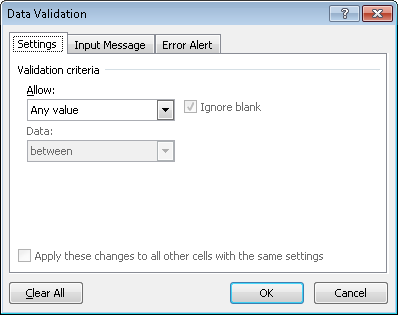 Data Validation
Settings Input Message Error Alert
Validation criteria
Allow:
Any value Ignore blank
Data:
between
Apply these changes to all other cells with the same settings
Clear All OK Cancel